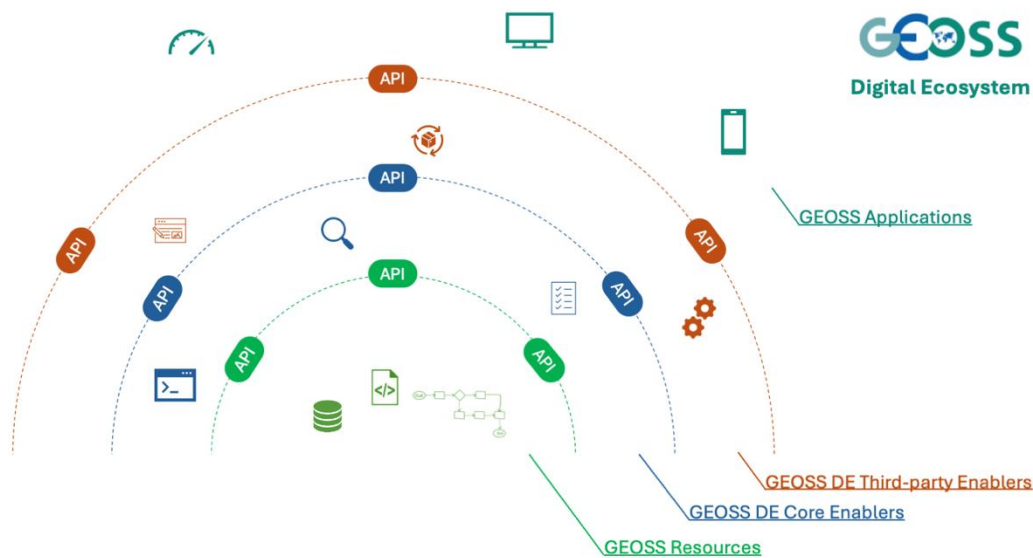 GEOSS
Digital Ecosystem
API
API
API
API
API
API
API
API
API
>_
</>
GEOSS Applications
GEOSS DE Third-party Enablers
GEOSS DE Core Enablers
GEOSS Resources